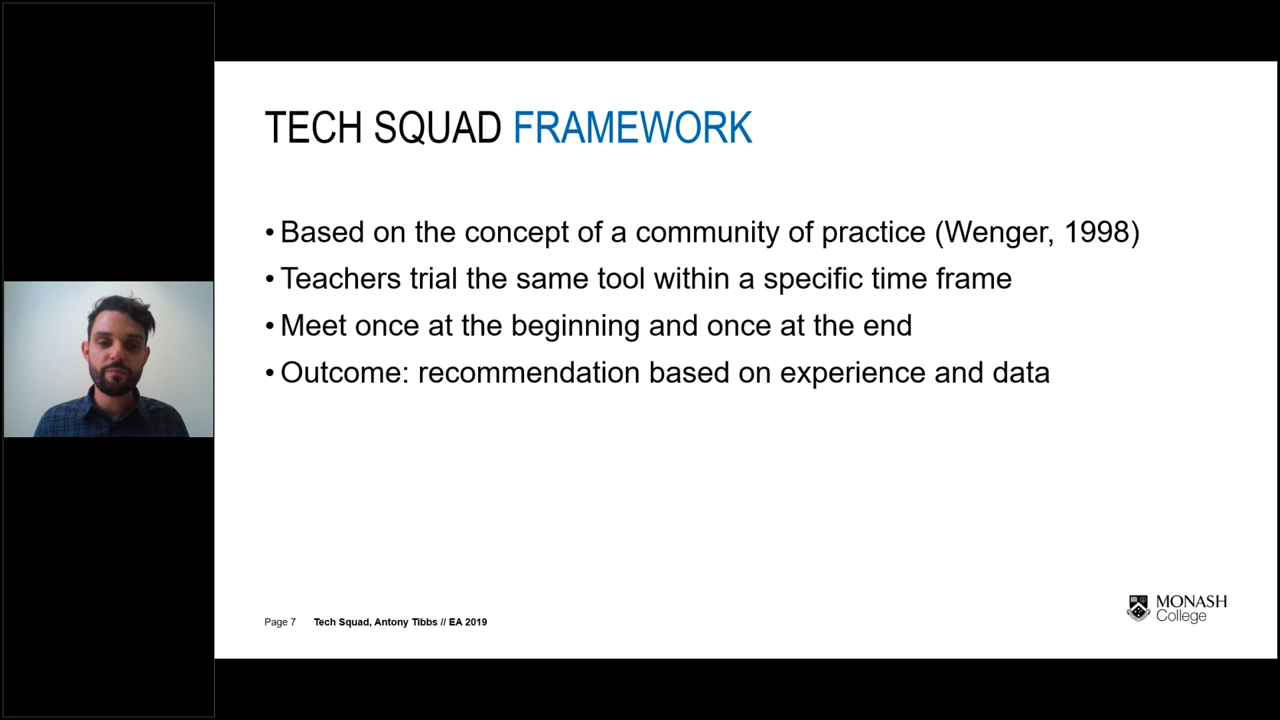 TECH SQUAD FRAMEWORK
• Based on the concept of a community of practice (Wenger, 1998)
• Teachers trial the same tool within a specific time frame
• Meet once at the beginning and once at the end
• Outcome: recommendation based on experience and data
Page 7 Tech Squad, Antony Tibbs // EA 2019
MONASH
College